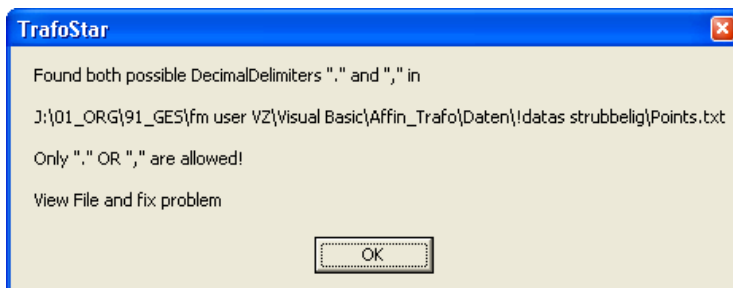 TrafoStar
Found both possible DecimalDelimiters "." and "," in
J:\01_ORG\91_GES\fm user VZ\Visual Basic\Affin_Trafo\Daten\!datas strubbelig\Points.txt
Only "." OR "," are allowed!
View File and fix problem
OK